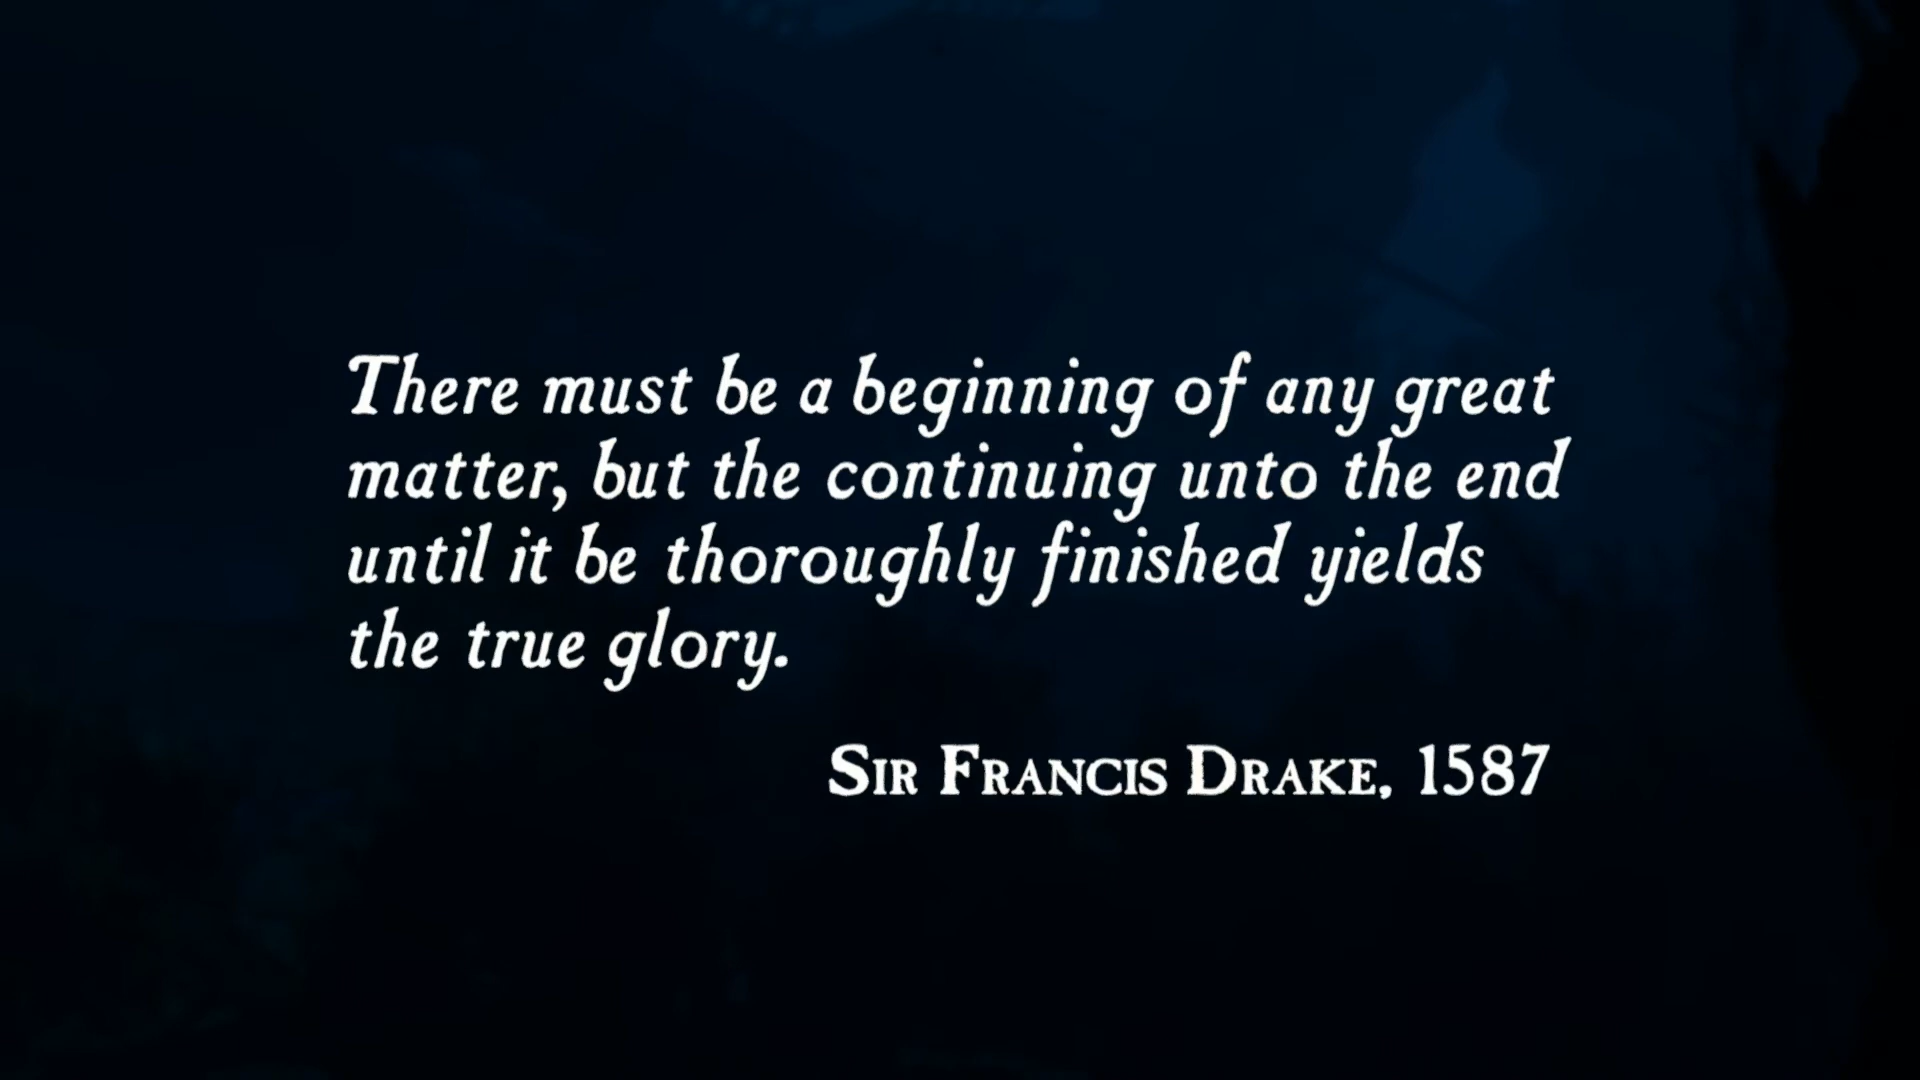 There must be a beginning of any great
matter, but the continuing unto the end
until it be thoroughly finished yields
the true glory.
Sir Francis Drake, 1587